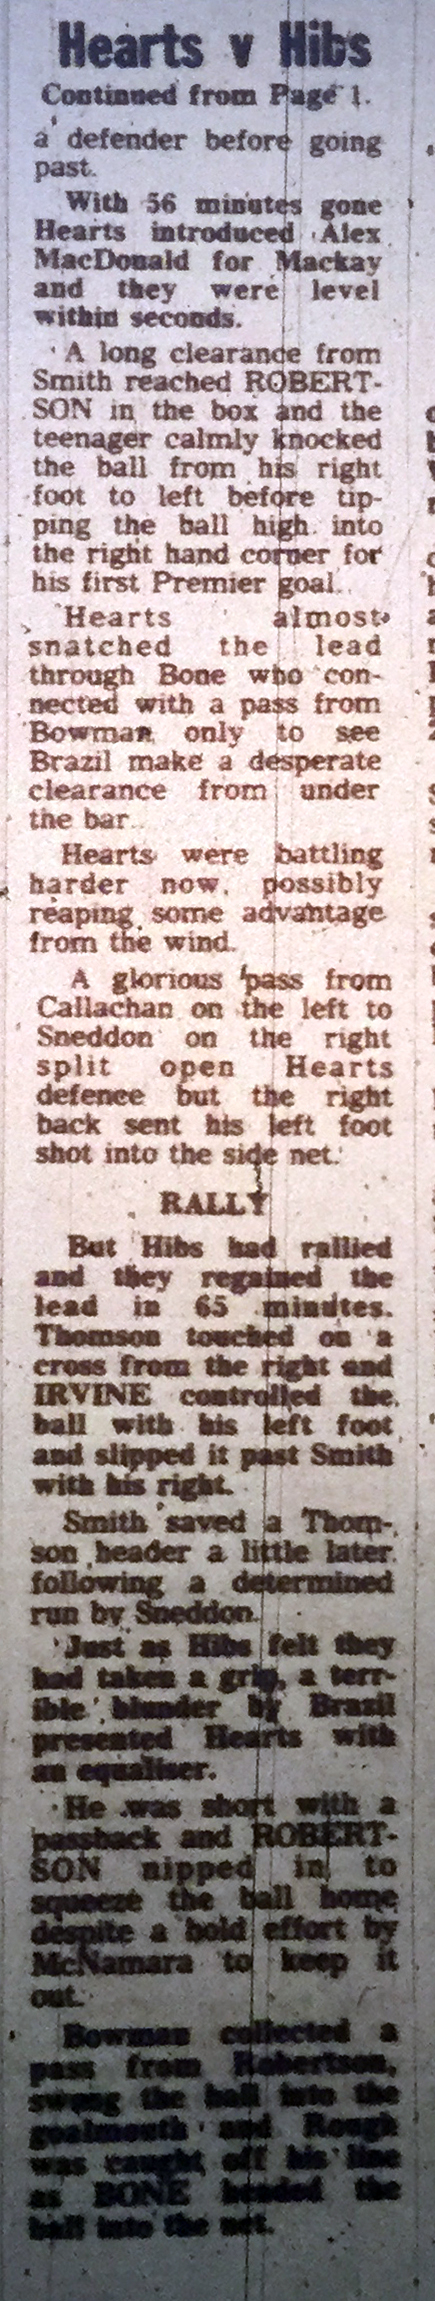 Hearts v Hibs
Continued from Page 1.
a defender before going
past.
With 56 minutes gone
Hearts introduced Alex
MacDonald for Mackay
and they were level
within seconds.
A long clearance from
Smith reached ROBERT-
SON in the box and the
teenager calmly knocked
the ball from his right
foot to left before tip-
ping the ball high into
the right hand corner for
his first Premier goal.
Hearts almost
snatched the lead
through Bone who con-
nected with a pass from
Bowman only to see
Brazil make a desperate
clearance from under
the bar.
Hearts were battling
harder now, possibly
reaping some advantage
from the wind.
A glorious pass from
Callachan on the left to
Sneddon on the right
split open Hearts
defence but the right
back sent his left foot
shot into the side net.
RALLY
But Hibs had rallied
and they regained the
lead in 65 minutes.
Thomson touched on a
cross from the right and
IRVINE controlled the
ball with his left foot
and slipped it past Smith
with his right.
Smith saved a Thom-
son header a little later
following a determined
run by Sneddon.
Just as Hibs felt they
had taken a grip, a terr-
ible blunder by Brazil
presented Hearts with
an equaliser.
He was short with a
passback and ROBERT-
SON nipped in to
squeeze the ball home
despite a bold effort by
McNamara to keep it
out.
Bowman collected a
pass from Robertson,
swung the ball into the
goalmouth and Rough
was caught off his line
as BONE headed the
ball into the net.